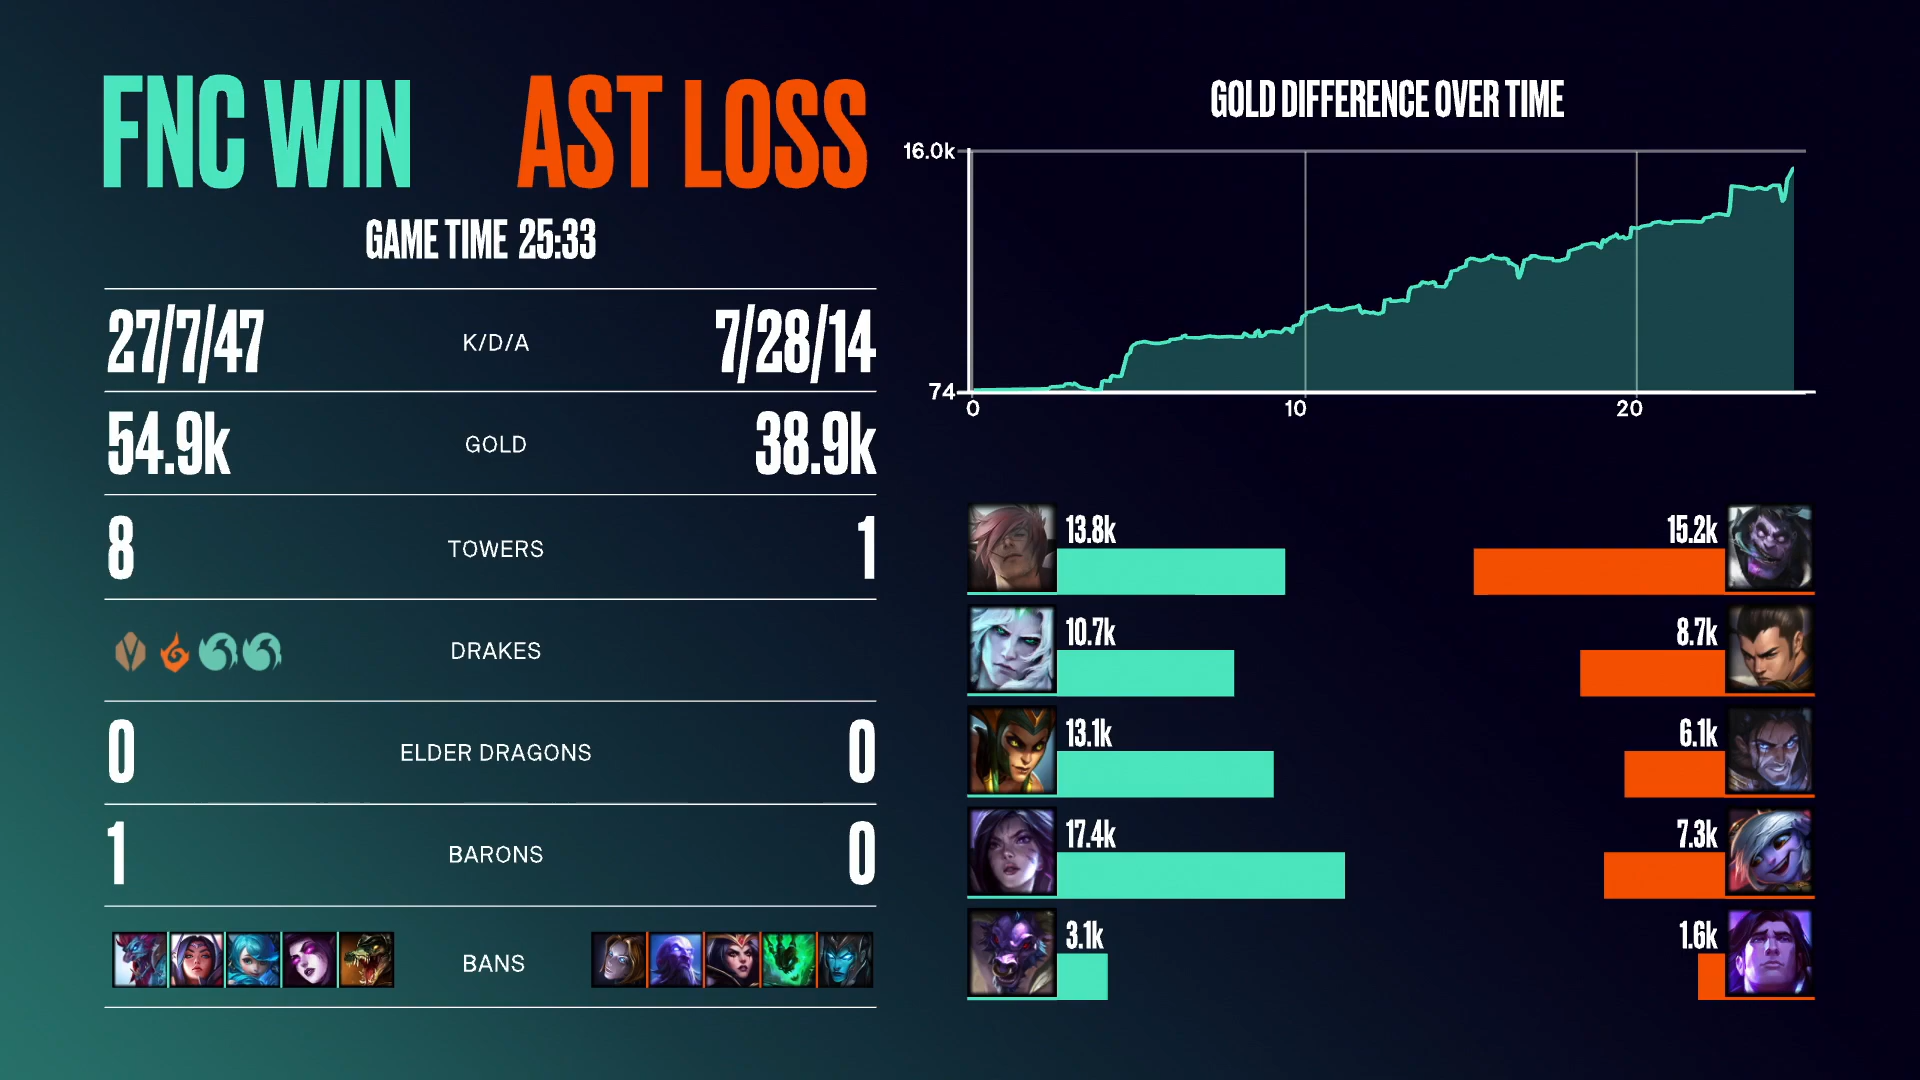 FNC WIN
AST LOSS
GAME TIME 25:33
27/7/47 K/D/A 7/28/14
54.9k GOLD 38.9k
8 TOWERS 1
DRAKES
0 ELDER DRAGONS 0
1 BARONS 0
BANS
GOLD DIFFERENCE OVER TIME
16.0k
74
0 10 20
13.8k 15.2k
10.7k 8.7k
13.1k 6.1k
17.4k 7.3k
3.1k 1.6k